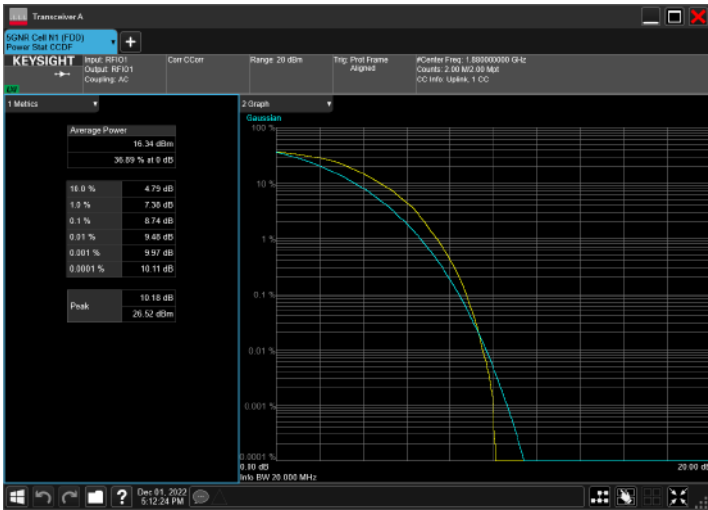 Transceiver A
5GNR Cell N1 (FDD)
Power Stat CCDF
KEYSIGHT
Input: RFIO1
Output: RFIO1
Coupling: AC
Corr CCorr
Range: 20 dBm
Trig: Prot Frame
Aligned
#Center Freq: 1.880000000 GHz
Counts: 2.00 M/2.00 Mpt
CC Info: Uplink, 1 CC
1 Metrics
Average Power
16.34 dBm
36.89 % at 0 dB
10.0 % 4.79 dB
1.0 % 7.36 dB
0.1 % 8.74 dB
0.01 % 9.48 dB
0.001 % 9.97 dB
0.0001 % 10.11 dB
Peak
10.18 dB
26.52 dBm
2 Graph
Gaussian
100 %
10 %
1 %
0.1 %
0.01 %
0.001 %
0.0001 %
0.00 dB
20.00 dB
Info BW 20.000 MHz
Dec 01, 2022
5:12:24 PM